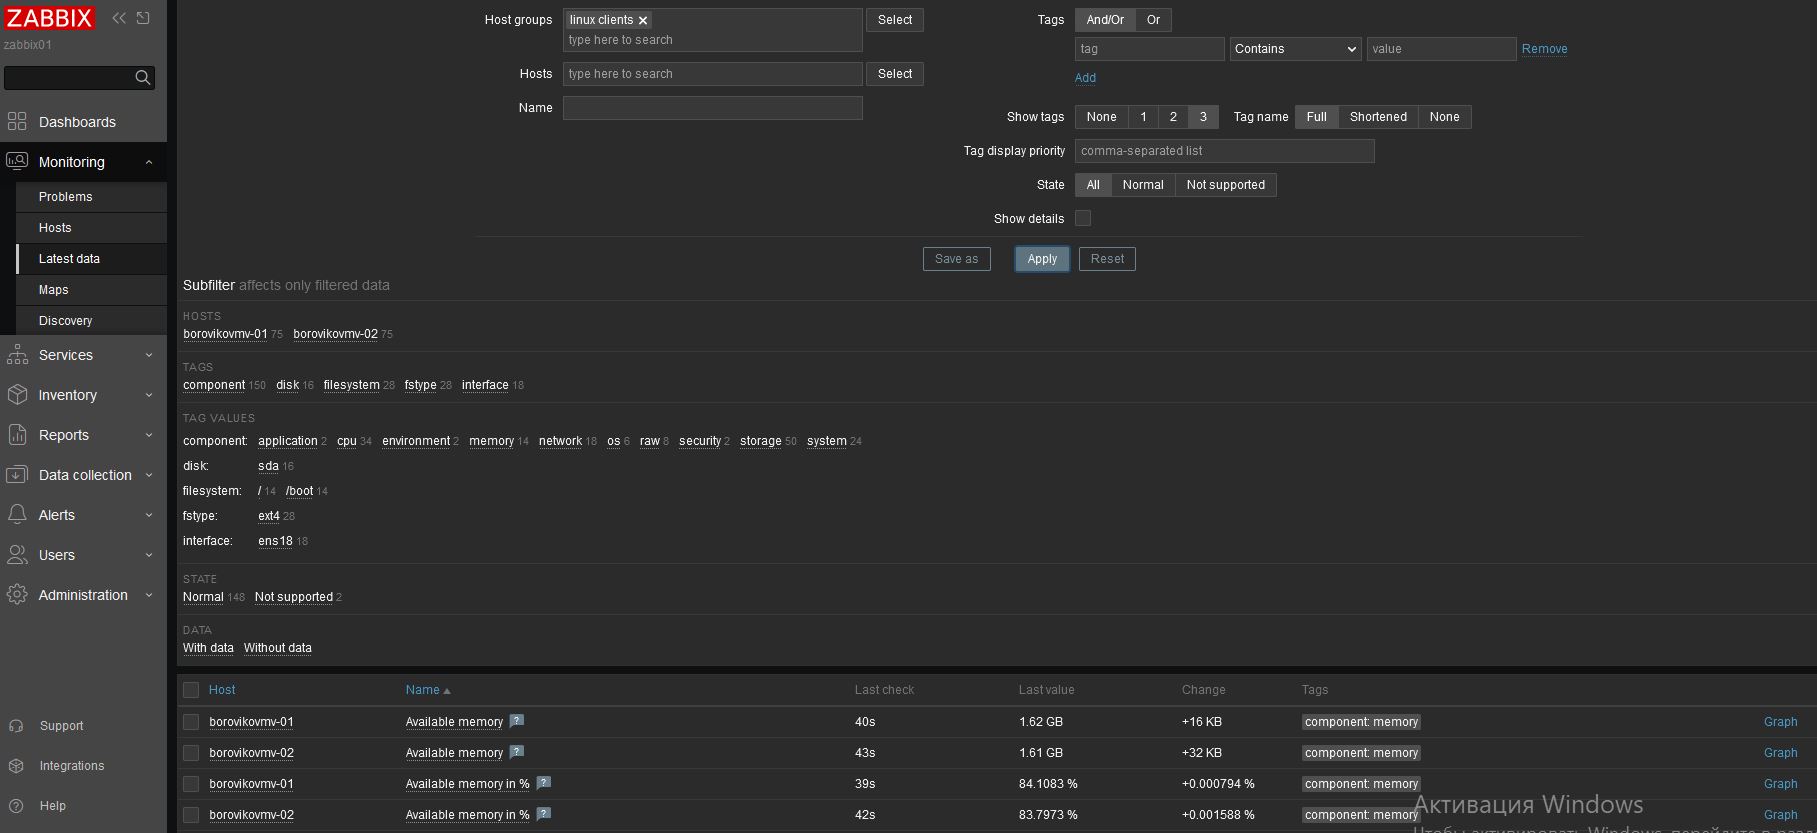 ZABBIX
zabbix01
Dashboards
Monitoring
Problems
Hosts
Latest data
Maps
Discovery
Services
Inventory
Reports
Data collection
Alerts
Users
Administration
Support
Integrations
Help
Host groups linux clients Select
type here to search
Hosts type here to search Select
Name
Tags And/Or Or
tag Contains value Remove
Add
Show tags None 1 2 3 Tag name Full Shortened None
Tag display priority comma-separated list
State All Normal Not supported
Show details
Save as Apply Reset
Subfilter affects only filtered data
HOSTS
borovikovmv-01 75 borovikovmv-02 75
TAGS
component 150 disk 16 filesystem 28 fstype 28 interface 18
TAG VALUES
component: application 2 cpu 34 environment 2 memory 14 network 18 os 6 raw 8 security 2 storage 50 system 24
disk: sda 16
filesystem: / 14 /boot 14
fstype: ext4 28
interface: ens18 18
STATE
Normal 148 Not supported 2
DATA
With data Without data
Host Name Last check Last value Change Tags
borovikovmv-01 Available memory ? 40s 1.62 GB +16 KB component: memory Graph
borovikovmv-02 Available memory ? 43s 1.61 GB +32 KB component: memory Graph
borovikovmv-01 Available memory in % ? 39s 84.1083 % +0.000794 % component: memory Graph
borovikovmv-02 Available memory in % ? 42s 83.7973 % +0.001588 % component: memory Graph
Активация Windows
Чтобы активировать Windows, перейдите в